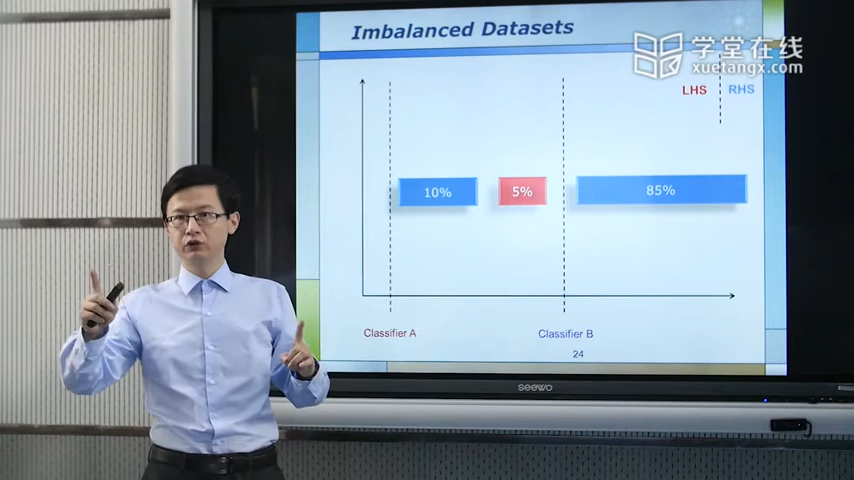 Imbalanced Datasets
学堂在线
xuetangx.com
LHS
RHS
10%
5%
85%
Classifier A
Classifier B
24
seewo